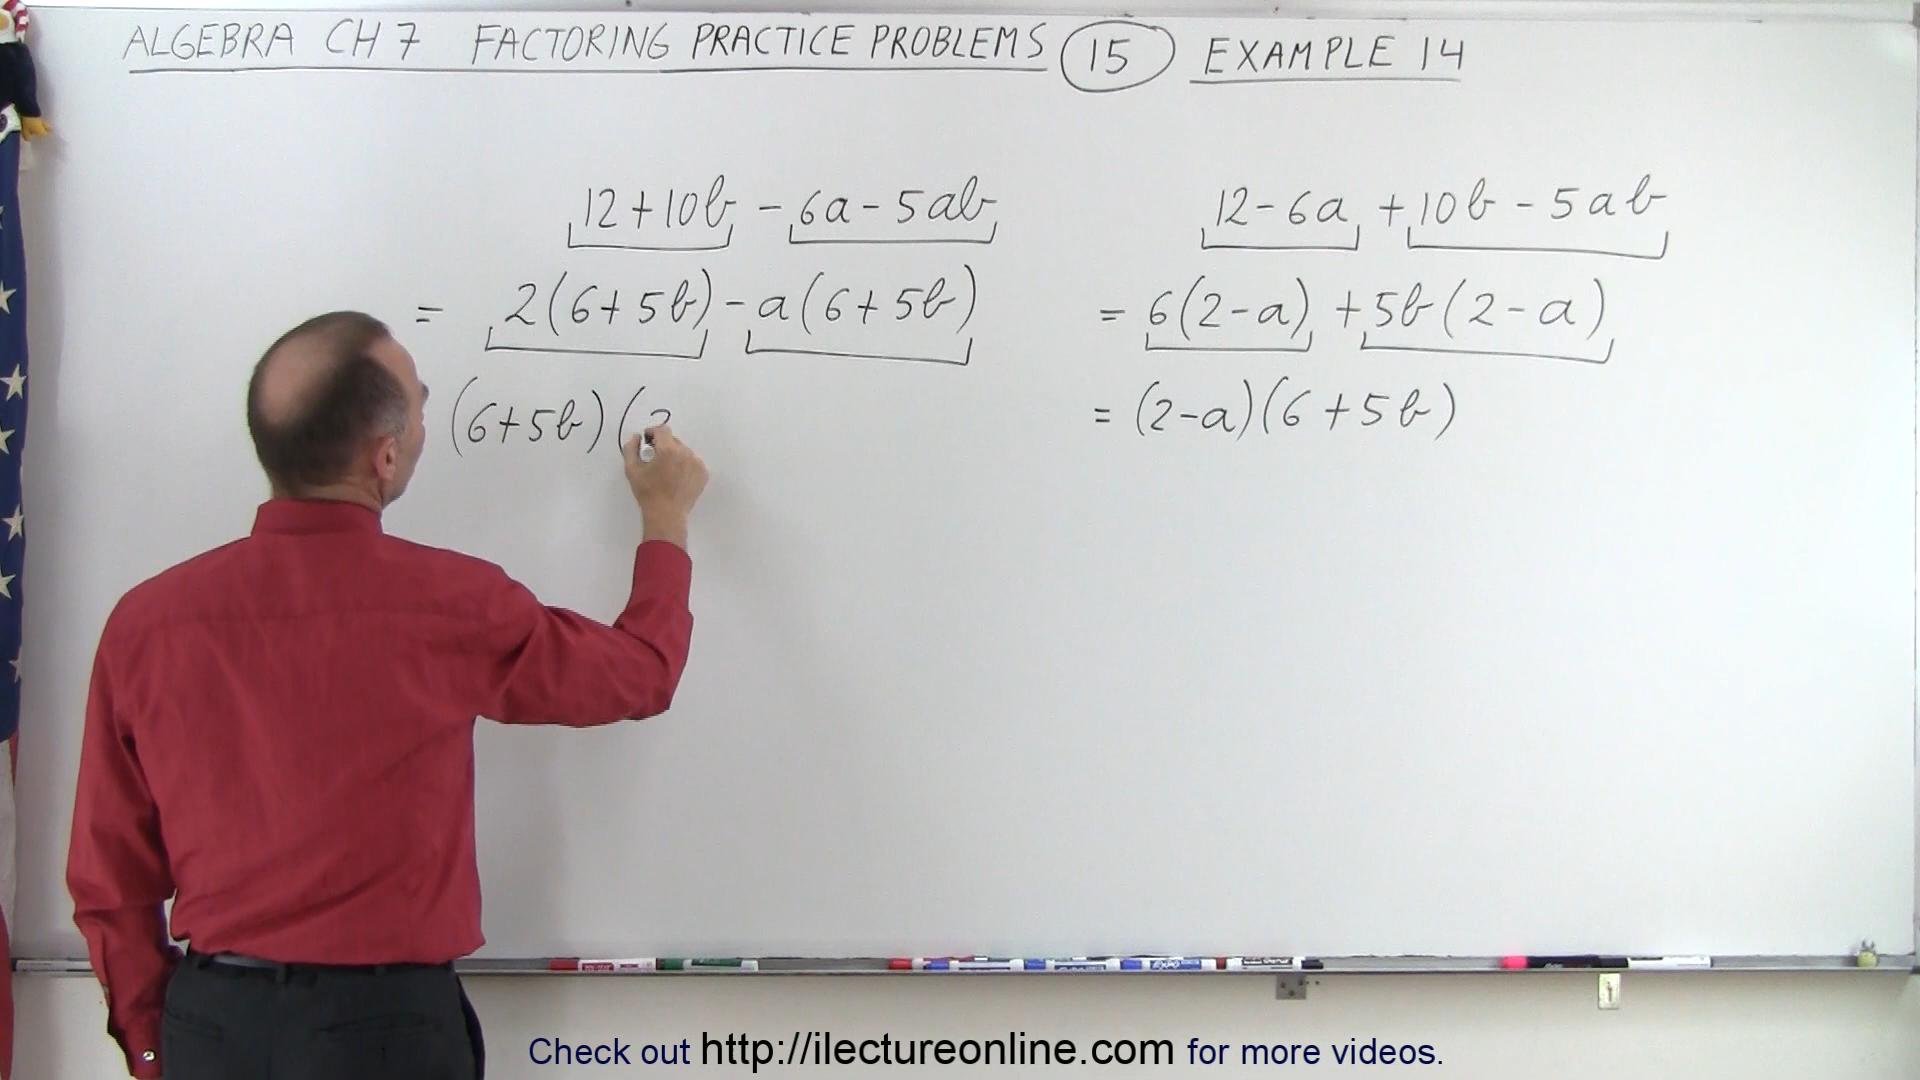 ALGEBRA CH 7 FACTORING PRACTICE PROBLEMS 15 EXAMPLE 14
12 + 10b - 6a - 5ab
= 2(6 + 5b) - a(6 + 5b)
(6 + 5b)(2
12 - 6a + 10b - 5ab
= 6(2 - a) + 5b(2 - a)
= (2 - a)(6 + 5b)
Check out http://ilectureonline.com for more videos.